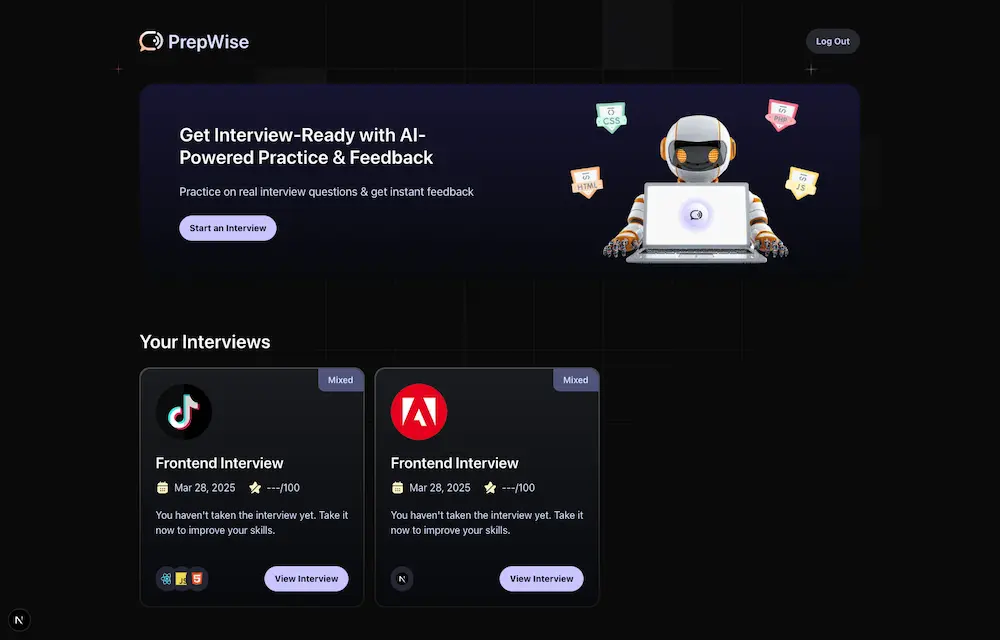 PrepWise
Log Out
Get Interview-Ready with AI-
Powered Practice & Feedback
Practice on real interview questions & get instant feedback
Start an Interview
CSS
PHP
HTML
JS
Your Interviews
Mixed
Frontend Interview
Mar 28, 2025 ---/100
You haven't taken the interview yet. Take it
now to improve your skills.
JS
5
View Interview
Mixed
Frontend Interview
Mar 28, 2025 ---/100
You haven't taken the interview yet. Take it
now to improve your skills.
N
View Interview
N